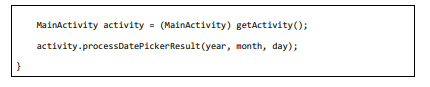 MainActivity activity = (MainActivity) getActivity();
activity.processDatePickerResult(year, month, day);
}